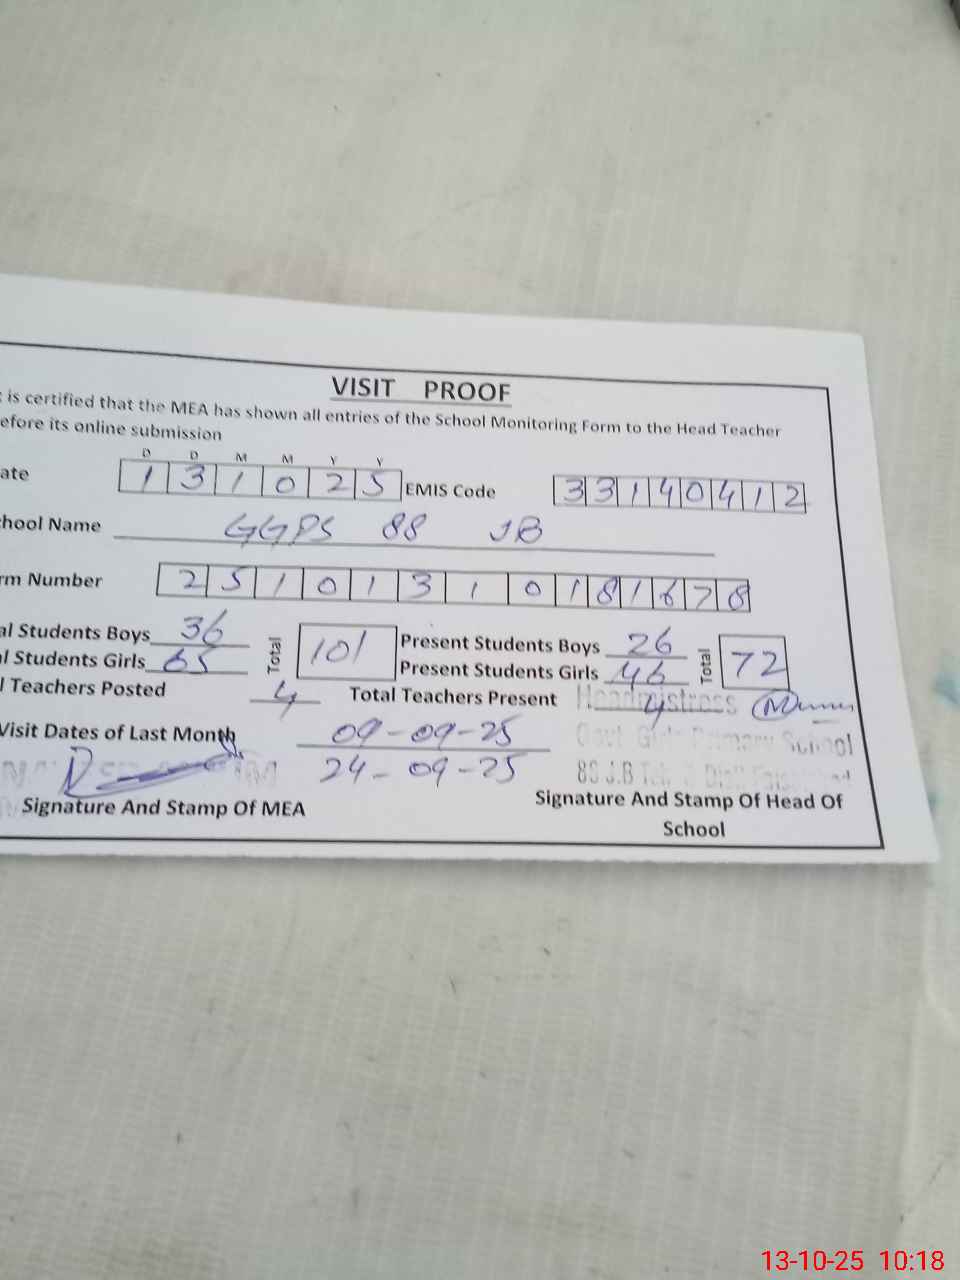 VISIT PROOF
is certified that the MEA has shown all entries of the School Monitoring Form to the Head Teacher
efore its online submission
D D M M Y Y
ate 1 3 1 0 2 5 EMIS Code 3 3 1 4 0 4 1 2
chool Name GGPS 88 JB
rm Number 2 5 1 0 1 3 1 0 1 8 1 6 7 8
al Students Boys 36 Total 101 Present Students Boys 26 Total 72
al Students Girls 65 Present Students Girls 46
l Teachers Posted 4 Total Teachers Present 4
Headmistress
Visit Dates of Last Month 09-09-25
Govt Girls Primary School
24-09-25
J.B
Signature And Stamp Of MEA
Signature And Stamp Of Head Of
School
13-10-25 10:18